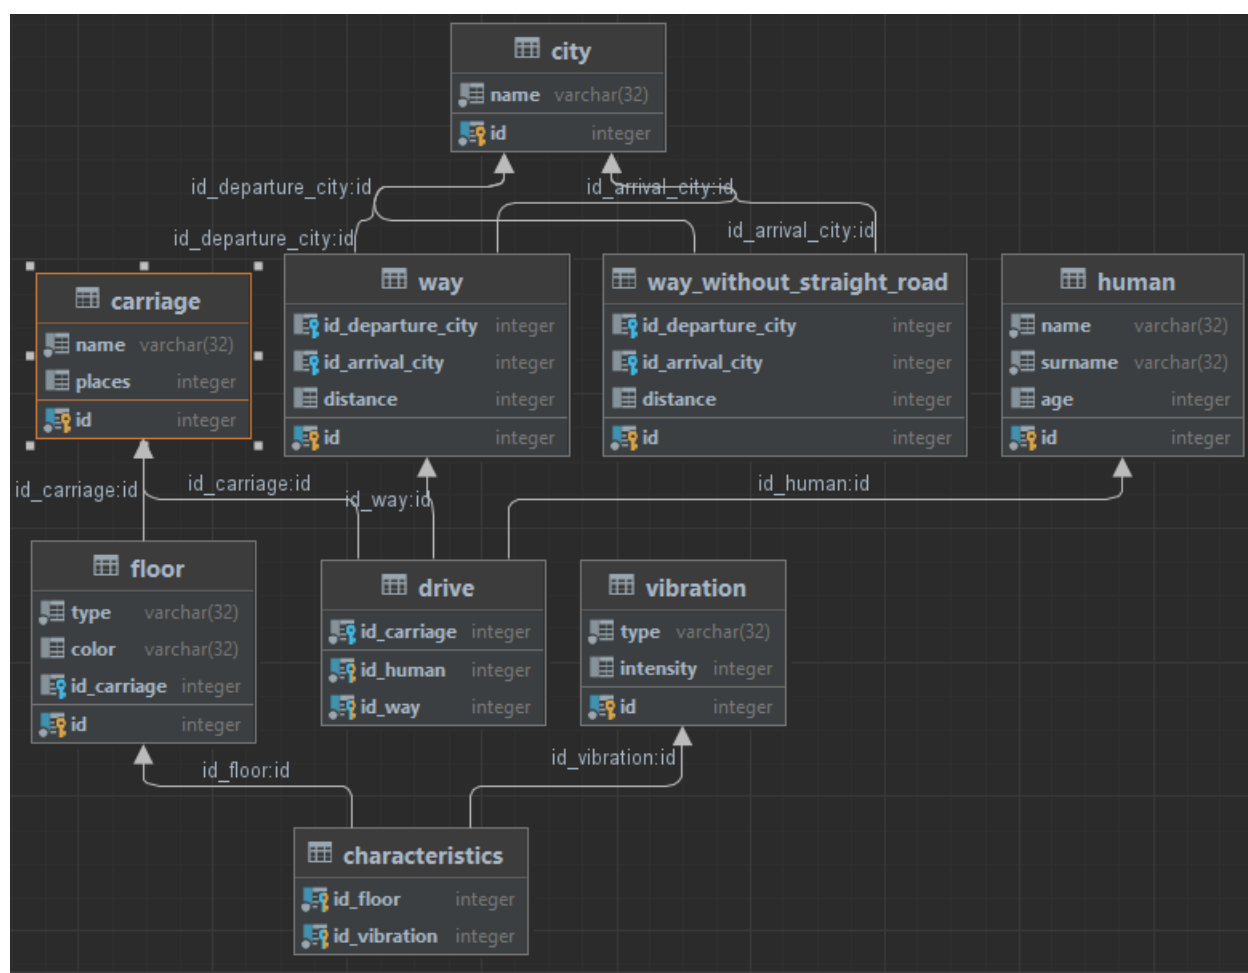 city
name varchar(32)
id integer
id_departure_city:id
id_arrival_city:id
id_departure_city:id
id_arrival_city:id
carriage
name varchar(32)
places integer
id integer
way
id_departure_city integer
id_arrival_city integer
distance integer
id integer
way_without_straight_road
id_departure_city integer
id_arrival_city integer
distance integer
id integer
human
name varchar(32)
surname varchar(32)
age integer
id integer
id_carriage:id
id_carriage:id
id_way:id
id_human:id
floor
type varchar(32)
color varchar(32)
id_carriage integer
id integer
drive
id_carriage integer
id_human integer
id_way integer
vibration
type varchar(32)
intensity integer
id integer
id_floor:id
id_vibration:id
characteristics
id_floor integer
id_vibration integer